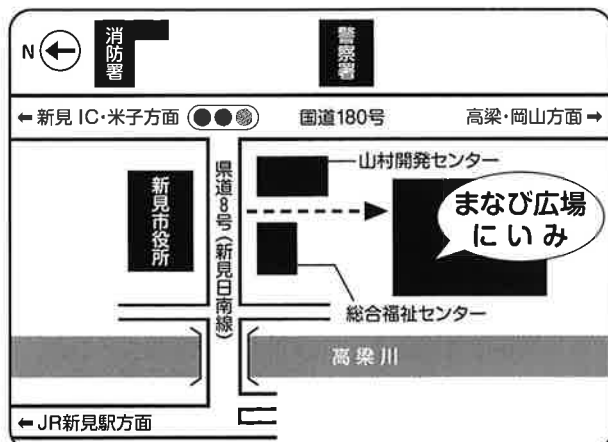 N
消防署
警察署
← 新見 IC・米子方面
国道180号
高梁・岡山方面 →
新見市役所
県道8号(新見日南線)
山村開発センター
まなび広場
にいみ
総合福祉センター
高梁川
← JR新見駅方面